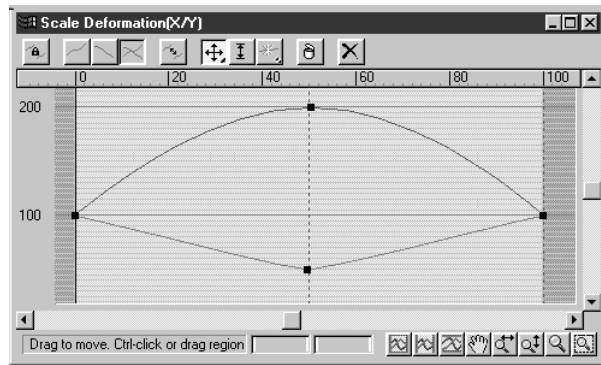 Scale Deformation(X/Y)
0 20 40 60 80 100
200
100
Drag to move. Ctrl-click or drag region